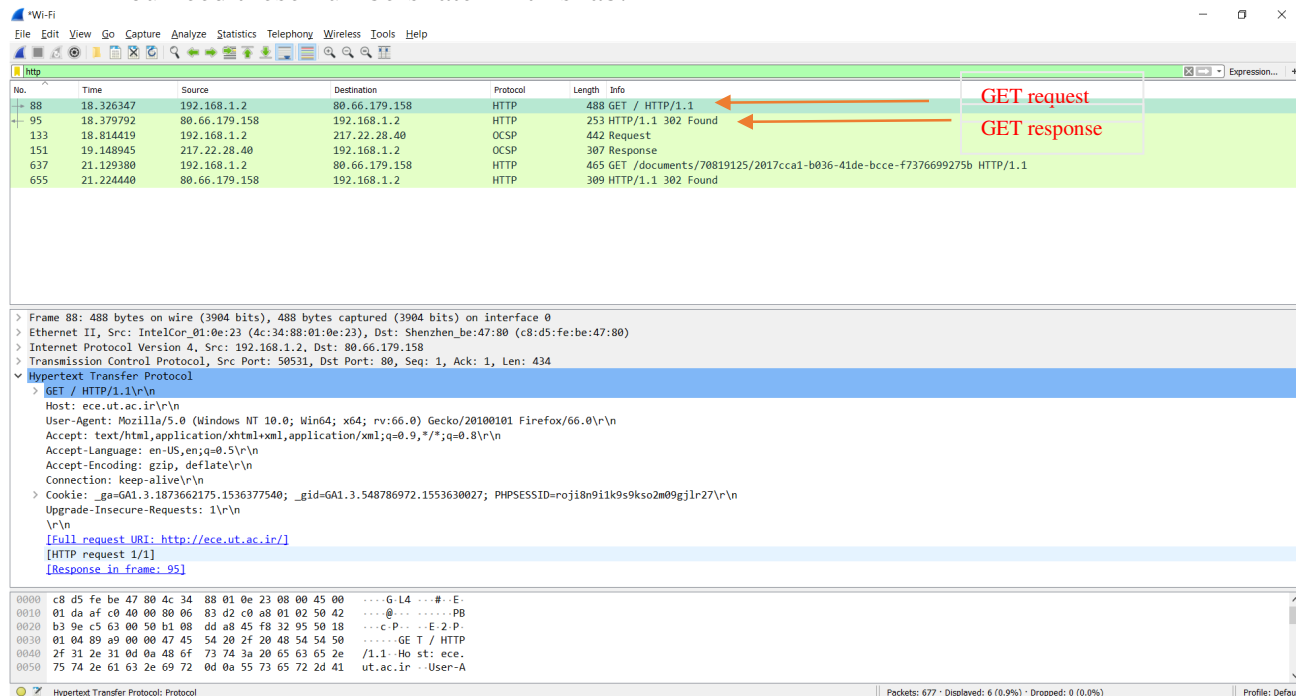 *Wi-Fi
File Edit View Go Capture Analyze Statistics Telephony Wireless Tools Help
http
Expression... +
No. Time Source Destination Protocol Length Info
88 18.326347 192.168.1.2 80.66.179.158 HTTP 488 GET / HTTP/1.1
GET request
95 18.379792 80.66.179.158 192.168.1.2 HTTP 253 HTTP/1.1 302 Found
GET response
133 18.814419 192.168.1.2 217.22.28.40 OCSP 442 Request
151 19.148945 217.22.28.40 192.168.1.2 OCSP 307 Response
637 21.129380 192.168.1.2 80.66.179.158 HTTP 465 GET /documents/70819125/2017cca1-b036-41de-bcce-f7376699275b HTTP/1.1
655 21.224440 80.66.179.158 192.168.1.2 HTTP 309 HTTP/1.1 302 Found
> Frame 88: 488 bytes on wire (3904 bits), 488 bytes captured (3904 bits) on interface 0
> Ethernet II, Src: IntelCor_01:0e:23 (4c:34:88:01:0e:23), Dst: Shenzhen_be:47:80 (c8:d5:fe:be:47:80)
> Internet Protocol Version 4, Src: 192.168.1.2, Dst: 80.66.179.158
> Transmission Control Protocol, Src Port: 50531, Dst Port: 80, Seq: 1, Ack: 1, Len: 434
Hypertext Transfer Protocol
> GET / HTTP/1.1\r\n
Host: ece.ut.ac.ir\r\n
User-Agent: Mozilla/5.0 (Windows NT 10.0; Win64; x64; rv:66.0) Gecko/20100101 Firefox/66.0\r\n
Accept: text/html,application/xhtml+xml,application/xml;q=0.9,*/*;q=0.8\r\n
Accept-Language: en-US,en;q=0.5\r\n
Accept-Encoding: gzip, deflate\r\n
Connection: keep-alive\r\n
> Cookie: _ga=GA1.3.1873662175.1536377540; _gid=GA1.3.548786972.1553630027; PHPSESSID=roji8n9i1k9s9kso2m09gjlr27\r\n
Upgrade-Insecure-Requests: 1\r\n
\r\n
[Full request URI: http://ece.ut.ac.ir/]
[HTTP request 1/1]
[Response in frame: 95]
0000 c8 d5 fe be 47 80 4c 34 88 01 0e 23 08 00 45 00 ····G·L4 ···#··E·
0010 01 da af c0 40 00 80 06 83 d2 c0 a8 01 02 50 42 ····@··· ······PB
0020 b3 9e c5 63 00 50 b1 08 dd a8 45 f8 32 95 50 18 ···c·P·· ··E·2·P·
0030 01 04 89 a9 00 00 47 45 54 20 2f 20 48 54 54 50 ······GE T / HTTP
0040 2f 31 2e 31 0d 0a 48 6f 73 74 3a 20 65 63 65 2e /1.1··Ho st: ece.
0050 75 74 2e 61 63 2e 69 72 0d 0a 55 73 65 72 2d 41 ut.ac.ir ··User-A
Hypertext Transfer Protocol: Protocol
Packets: 677 · Displayed: 6 (0.9%) · Dropped: 0 (0.0%)
Profile: Defau